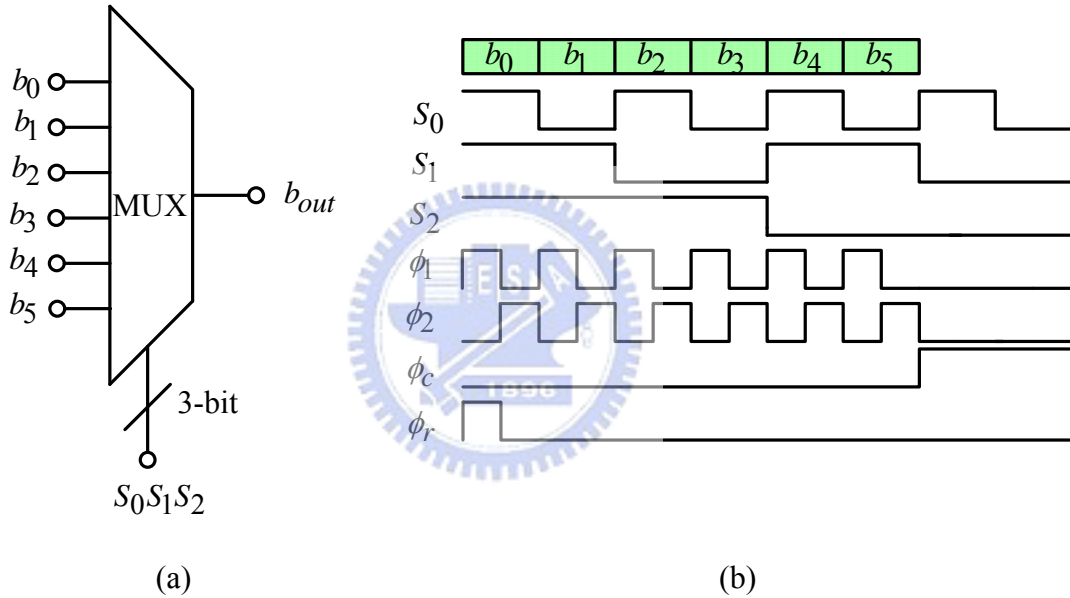 b0
b1
b2
b3
b4
b5
MUX
bout
3-bit
S0S1S2
(a)
b0 b1 b2 b3 b4 b5
S0
S1
S2
ϕ1
ϕ2
ϕc
ϕr
E S A
1896
(b)